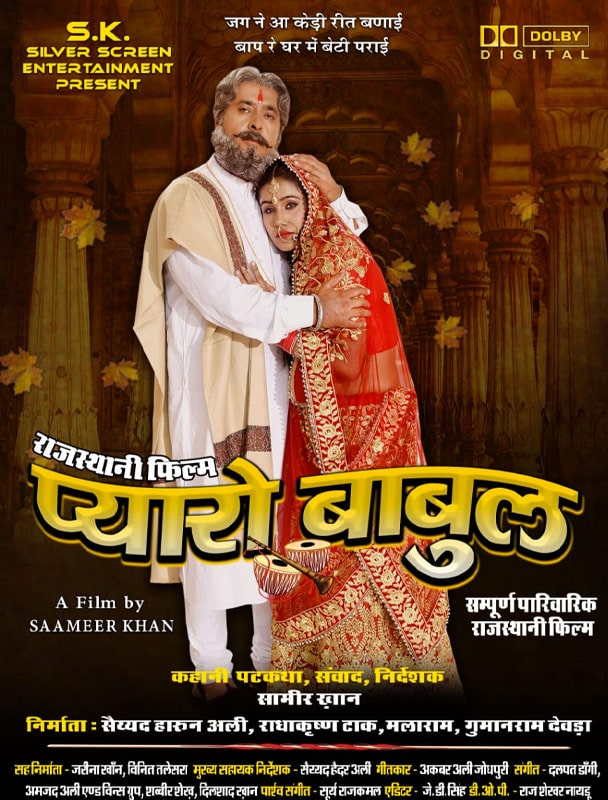 S.K.
SILVER SCREEN
ENTERTAINMENT
PRESENT
जग ने आ केड़ी रीत बणाई
बाप रे घर में बेटी पराई
DOLBY
DIGITAL
राजस्थानी फिल्म
प्यारो बाबुल
A Film by
SAAMEER KHAN
सम्पूर्ण पारिवारिक
राजस्थानी फिल्म
कहानी पटकथा, संवाद, निर्देशक
सामीर ख़ान
निर्माता : सैय्यद हारुन अली, राधाकृष्ण टाक, मलाराम, गुमानराम देवड़ा
सह निर्माता - जरीना खाँन, विनित तलेसरा मुख्य सहायक निर्देशक - सैय्यद हैदर अली गीतकार - अकबर अली जोधपुरी संगीत - दलपत डाँगी,
अमजद अली एण्ड विन्स ग्रुप, शब्बीर शेख़, दिलशाद ख़ान पार्श्व संगीत - सूर्य राजकमल एडिटर - जे.डी.सिंह डी.ओ.पी. - राज शेखर नायडू